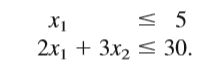 x₁ ≤ 5
2x₁ + 3x₂ ≤ 30.